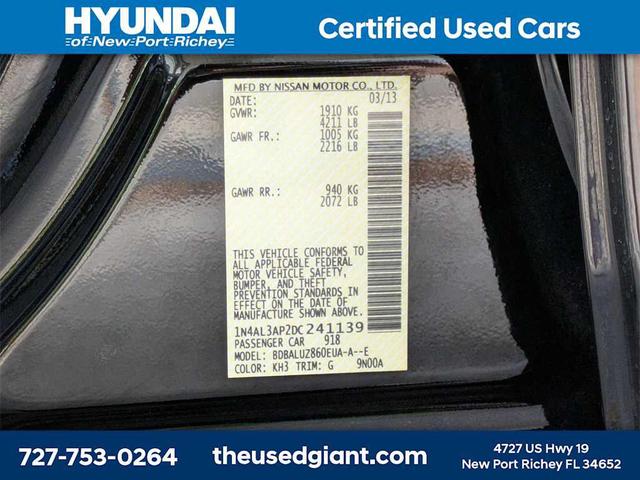 HYUNDAI
of New Port Richey
Certified Used Cars
MFD BY NISSAN MOTOR CO., LTD.
DATE: 03/13
GVWR: 1910 KG
4211 LB
GAWR FR. 1005 KG
2216 LB
GAWR RR. 940 KG
2072 LB
THIS VEHICLE CONFORMS TO
ALL APPLICABLE FEDERAL
MOTOR VEHICLE SAFETY,
BUMPER, AND THEFT
PREVENTION STANDARDS IN
EFFECT ON THE DATE OF
MANUFACTURE SHOWN ABOVE.
1N4AL3AP2DC241139
PASSENGER CAR 918
MODEL: BDBALUZ860EUA-A--E
COLOR: KH3 TRIM: G 9N00A
727-753-0264
theusedgiant.com
4727 US Hwy 19
New Port Richey FL 34652